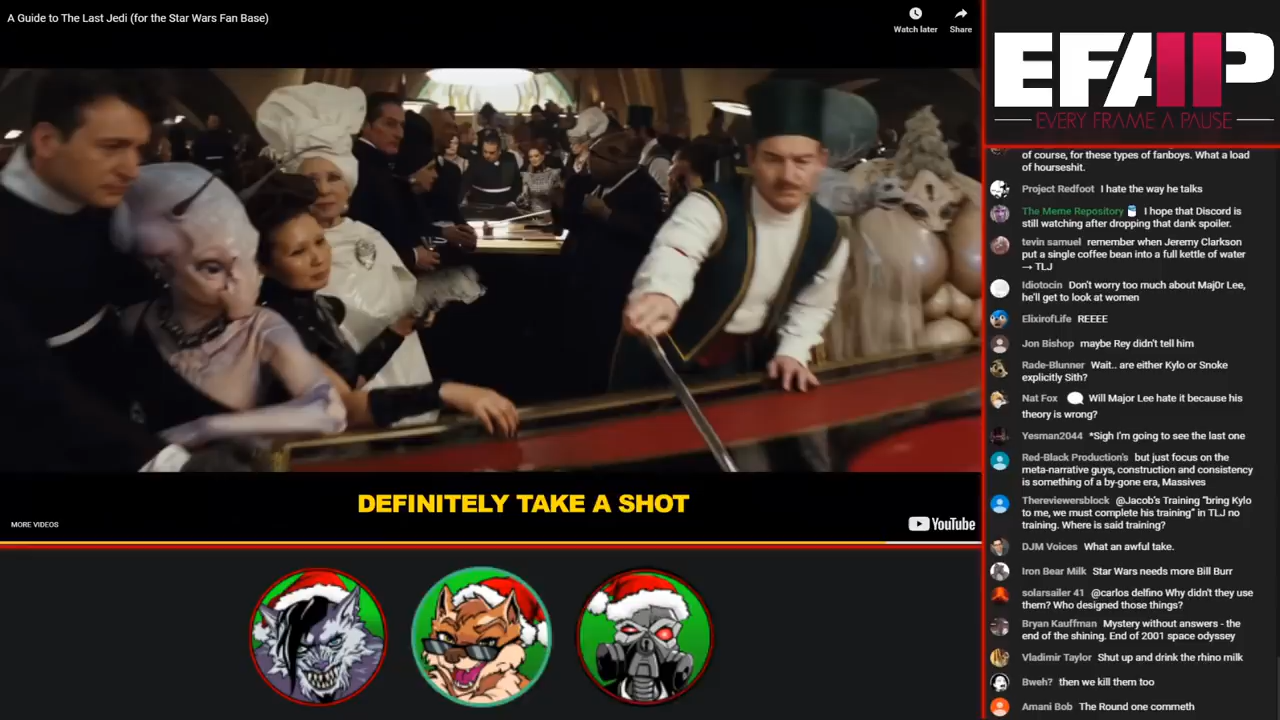 A Guide to The Last Jedi (for the Star Wars Fan Base)
Watch later
Share
DEFINITELY TAKE A SHOT
MORE VIDEOS
YouTube
EFAP
EVERY FRAME A PAUSE
of course, for these types of fanboys. What a load
of hourseshit.
Project Redfoot I hate the way he talks
The Meme Repository I hope that Discord is
still watching after dropping that dank spoiler.
tevin samuel remember when Jeremy Clarkson
put a single coffee bean into a full kettle of water
→ TLJ
Idiotocin Don't worry too much about Maj0r Lee,
he'll get to look at women
ElixirofLife REEEE
Jon Bishop maybe Rey didn't tell him
Rade-Blunner Wait.. are either Kylo or Snoke
explicitly Sith?
Nat Fox Will Major Lee hate it because his
theory is wrong?
Yesman2044 *Sigh I'm going to see the last one
Red-Black Production's but just focus on the
meta-narrative guys, construction and consistency
is something of a by-gone era, Massives
Thereviewersblock @Jacob's Training "bring Kylo
to me, we must complete his training" in TLJ no
training. Where is said training?
DJM Voices What an awful take.
Iron Bear Milk Star Wars needs more Bill Burr
solarsailer 41 @carlos delfino Why didn't they use
them? Who designed those things?
Bryan Kauffman Mystery without answers - the
end of the shining. End of 2001 space odyssey
Vladimir Taylor Shut up and drink the rhino milk
Bweh? then we kill them too
Amani Bob The Round one commeth